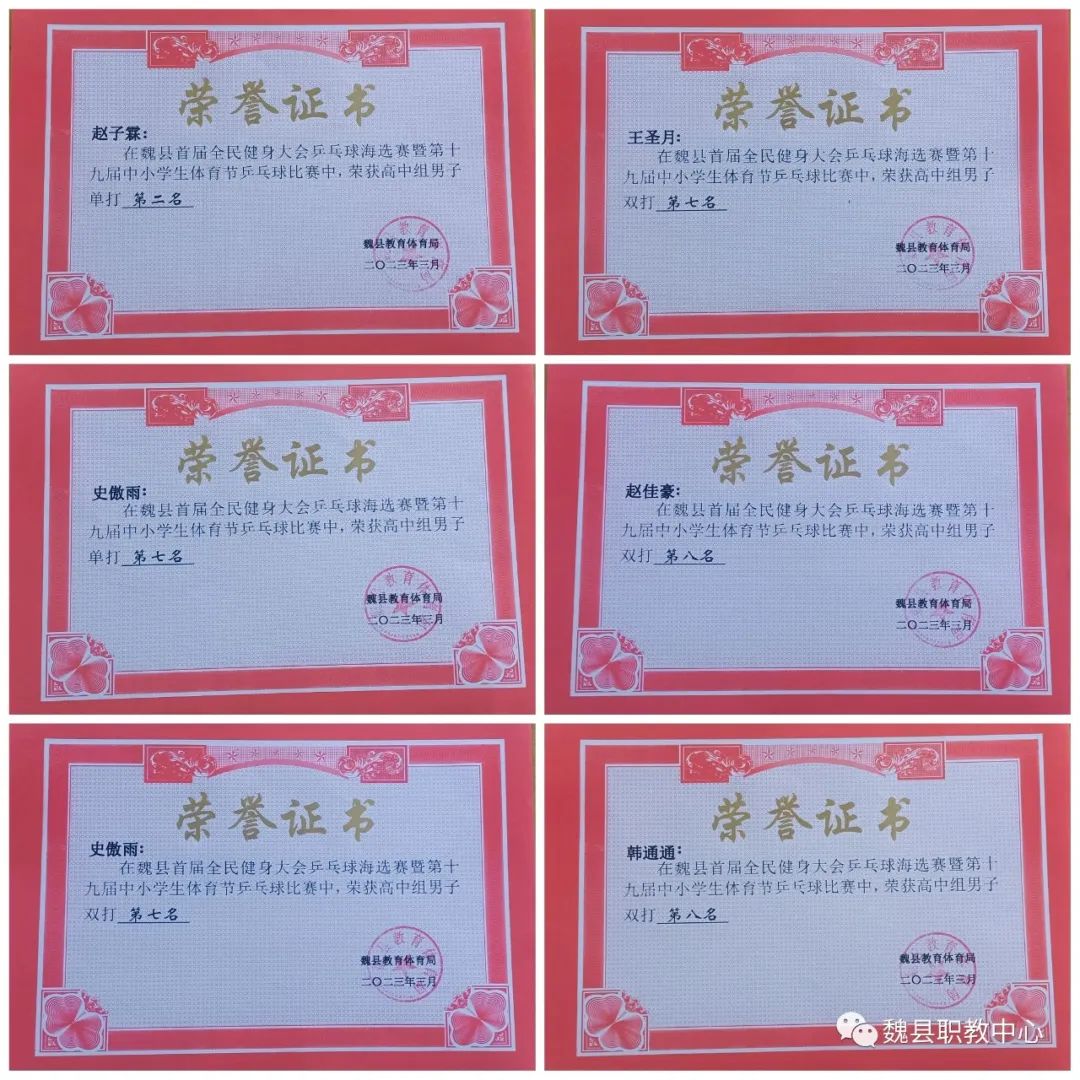 荣誉证书
赵子霖:
在魏县首届全民健身大会乒乓球海选赛暨第十
九届中小学生体育节乒乓球比赛中,荣获高中组男子
单打 第二名
魏县教育体育局
二〇二三年三月
荣誉证书
王圣月:
在魏县首届全民健身大会乒乓球海选赛暨第十
九届中小学生体育节乒乓球比赛中,荣获高中组男子
双打 第七名
魏县教育体育局
二〇二三年三月
荣誉证书
史傲雨:
在魏县首届全民健身大会乒乓球海选赛暨第十
九届中小学生体育节乒乓球比赛中,荣获高中组男子
单打 第七名
魏县教育体育局
二〇二三年三月
荣誉证书
赵佳豪:
在魏县首届全民健身大会乒乓球海选赛暨第十
九届中小学生体育节乒乓球比赛中,荣获高中组男子
双打 第八名
魏县教育体育局
二〇二三年三月
荣誉证书
史傲雨:
在魏县首届全民健身大会乒乓球海选赛暨第十
九届中小学生体育节乒乓球比赛中,荣获高中组男子
双打 第七名
魏县教育体育局
二〇二三年三月
荣誉证书
韩通通:
在魏县首届全民健身大会乒乓球海选赛暨第十
九届中小学生体育节乒乓球比赛中,荣获高中组男子
双打 第八名
魏县教育体育局
二〇二三年三月
魏县职教中心